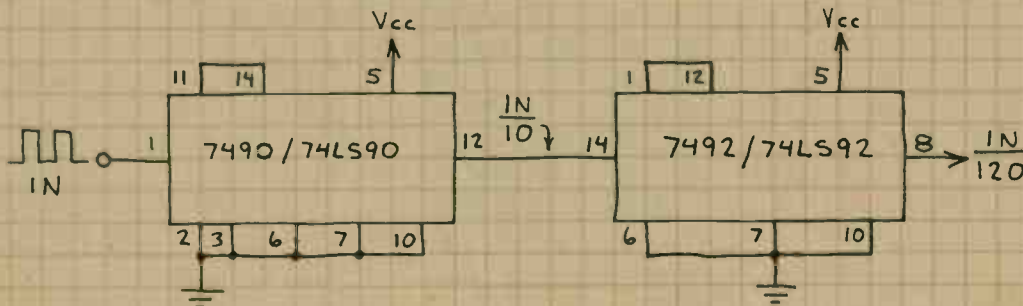 Vcc
Vcc
11 14 5
1 12 5
1 7490/74LS90 12
IN/10
14 7492/74LS92 8
IN/120
IN
2 3 6 7 10
6 7 10